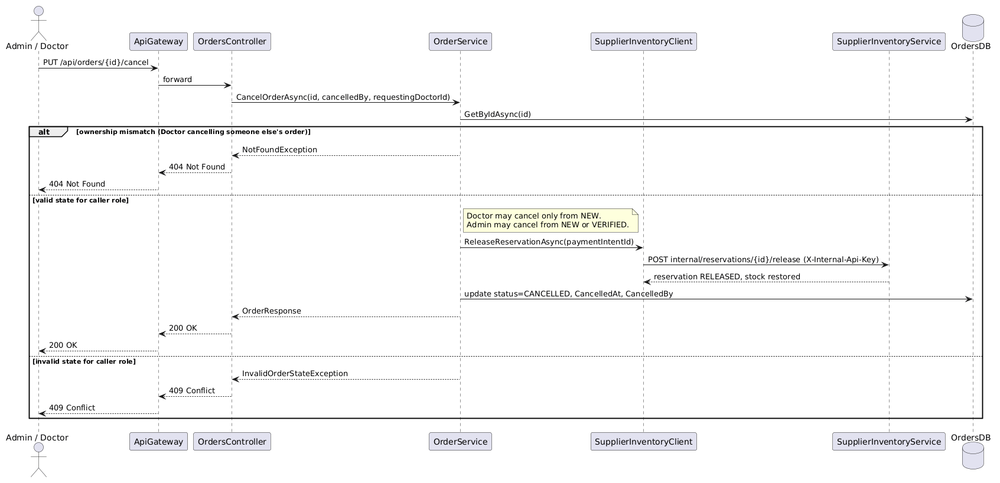 Admin / Doctor
ApiGateway
OrdersController
OrderService
SupplierInventoryClient
SupplierInventoryService
OrdersDB
PUT /api/orders/{id}/cancel
forward
CancelOrderAsync(id, cancelledBy, requestingDoctorId)
GetByIdAsync(id)
alt
[ownership mismatch (Doctor cancelling someone else's order)]
NotFoundException
404 Not Found
404 Not Found
[valid state for caller role]
Doctor may cancel only from NEW.
Admin may cancel from NEW or VERIFIED.
ReleaseReservationAsync(paymentIntentId)
POST internal/reservations/{id}/release (X-Internal-Api-Key)
reservation RELEASED, stock restored
update status=CANCELLED, CancelledAt, CancelledBy
OrderResponse
200 OK
200 OK
[invalid state for caller role]
InvalidOrderStateException
409 Conflict
409 Conflict
Admin / Doctor
ApiGateway
OrdersController
OrderService
SupplierInventoryClient
SupplierInventoryService
OrdersDB